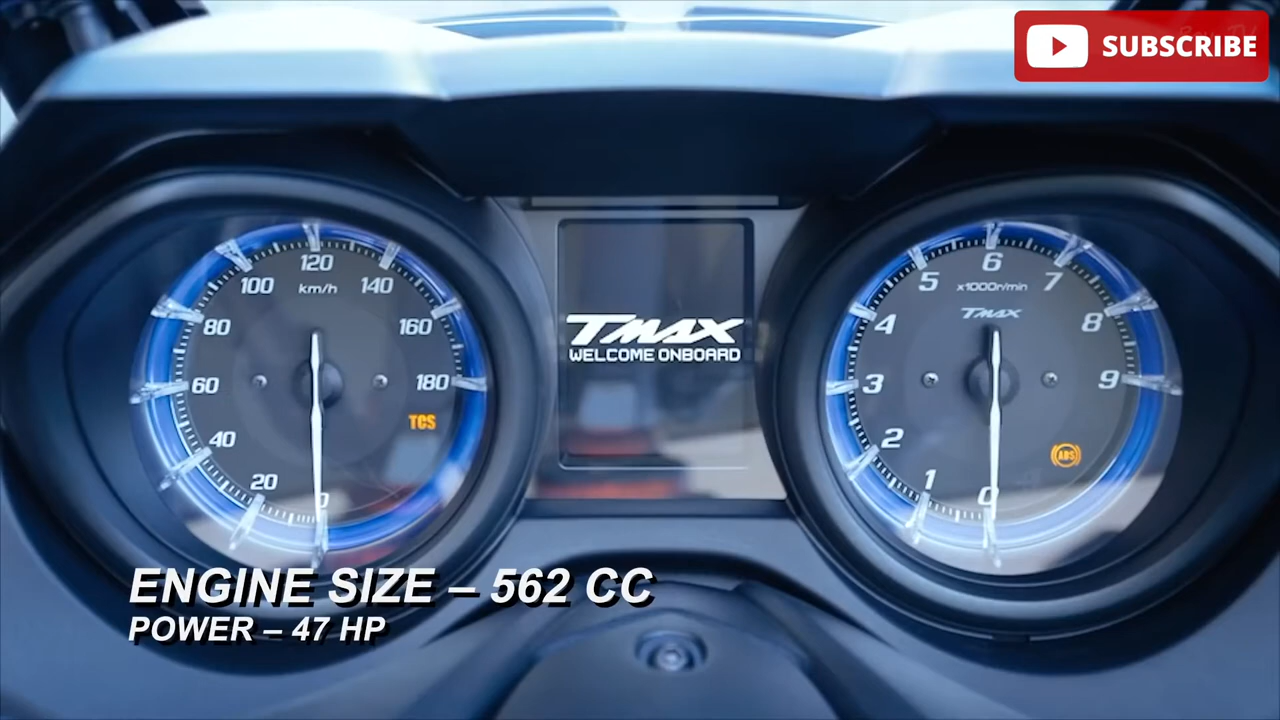 SUBSCRIBE
120
100
km/h
140
80
160
60
180
TCS
40
20
0
TMAX
WELCOME ONBOARD
6
5
x1000r/min
7
TMAX
4
8
3
9
2
ABS
1
0
ENGINE SIZE – 562 CC
POWER – 47 HP